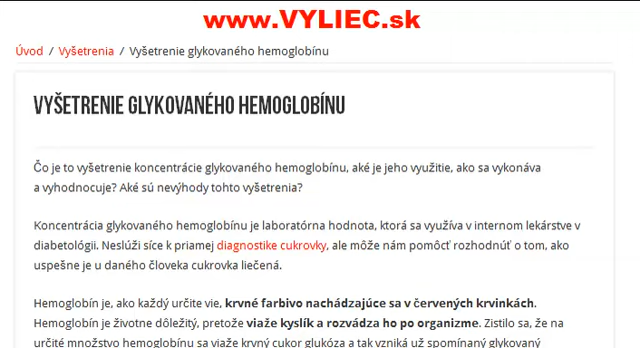 www.VYLIEC.sk
Úvod / Vyšetrenia / Vyšetrenie glykovaného hemoglobínu
VYŠETRENIE GLYKOVANÉHO HEMOGLOBÍNU
Čo je to vyšetrenie koncentrácie glykovaného hemoglobínu, aké je jeho využitie, ako sa vykonáva
a vyhodnocuje? Aké sú nevýhody tohto vyšetrenia?
Koncentrácia glykovaného hemoglobínu je laboratórna hodnota, ktorá sa využíva v internom lekárstve v
diabetológii. Neslúži síce k priamej diagnostike cukrovky, ale môže nám pomôcť rozhodnúť o tom, ako
uspešne je u daného človeka cukrovka liečená.
Hemoglobín je, ako každý určite vie, krvné farbivo nachádzajúce sa v červených krvinkách.
Hemoglobín je životne dôležitý, pretože viaže kyslík a rozvádza ho po organizme. Zistilo sa, že na
určité množstvo hemoglobínu sa viaže krvný cukor glukóza a tak vzniká už spomínaný glykovaný